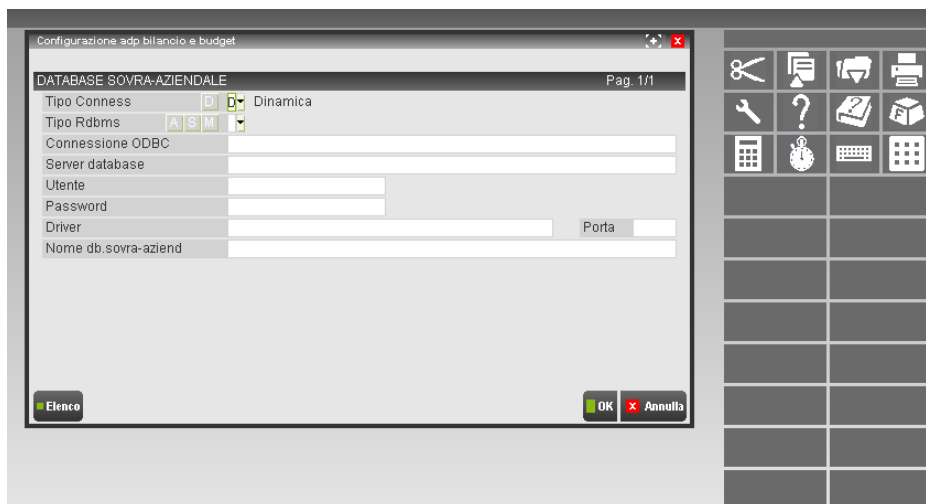 Configurazione adp bilancio e budget
DATABASE SOVRA-AZIENDALE Pag. 1/1
Tipo Conness D D Dinamica
Tipo Rdbms A S M
Connessione ODBC
Server database
Utente
Password
Driver Porta
Nome db.sovra-aziend
Elenco OK x Annulla